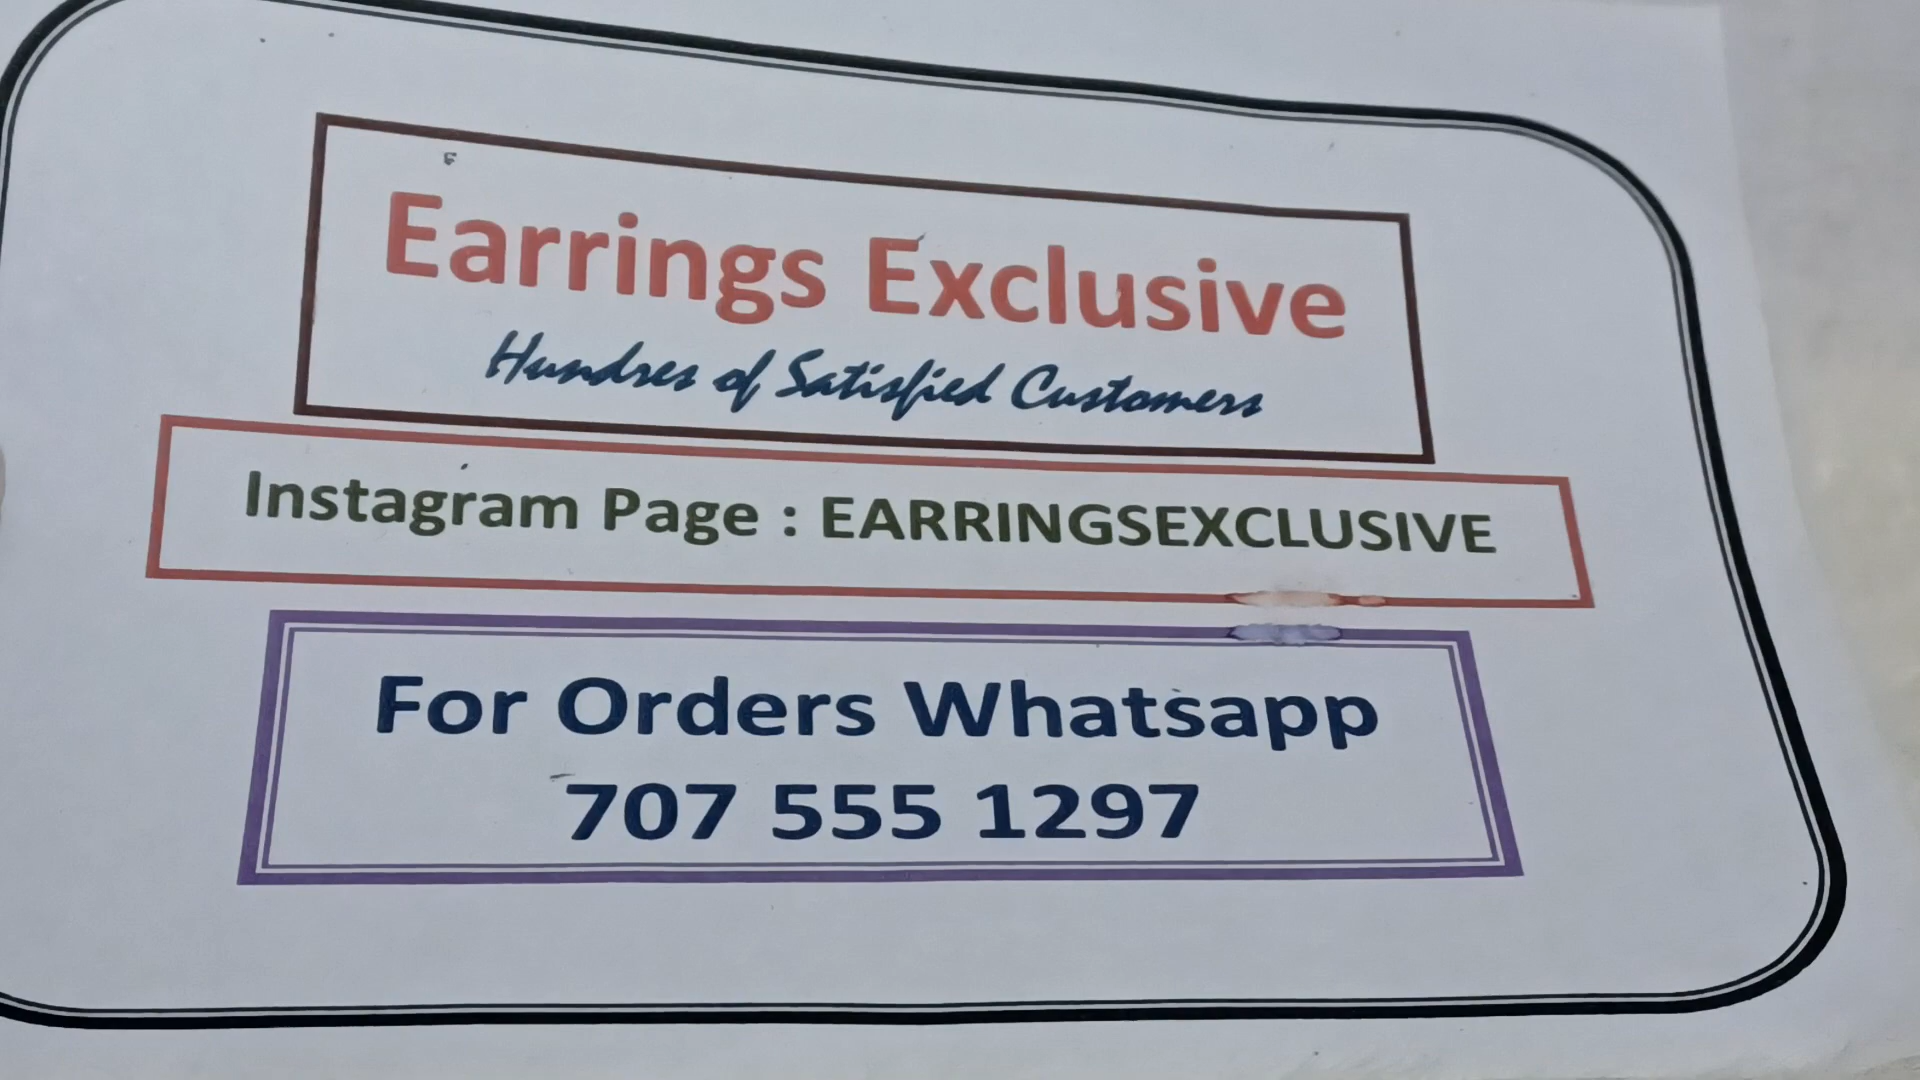 Earrings Exclusive
Hundres of Satisfied Customers
Instagram Page : EARRINGSEXCLUSIVE
For Orders Whatsapp
707 555 1297